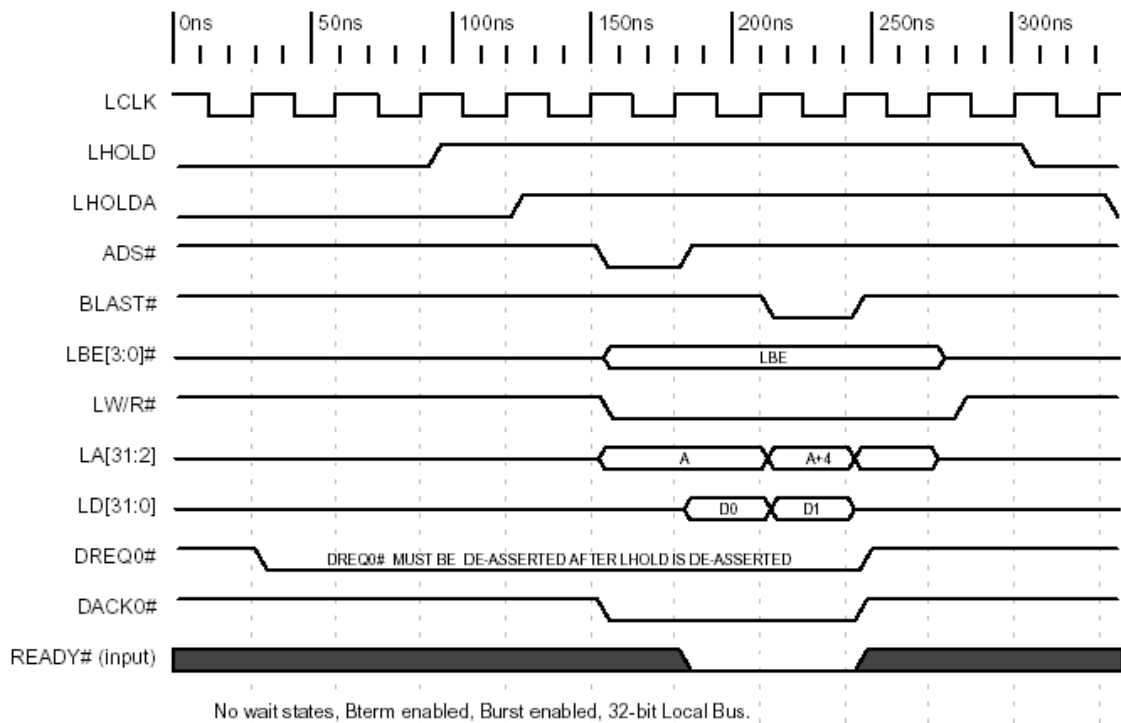 0ns 50ns 100ns 150ns 200ns 250ns 300ns
LCLK
LHOLD
LHOLDA
ADS#
BLAST#
LBE[3:0]# LBE
LW/R#
LA[31:2] A A+4
LD[31:0] D0 D1
DREQ0# DREQ0# MUST BE DE-ASSERTED AFTER LHOLD IS DE-ASSERTED
DACK0#
READY# (input)
No wait states, Bterm enabled, Burst enabled, 32-bit Local Bus.